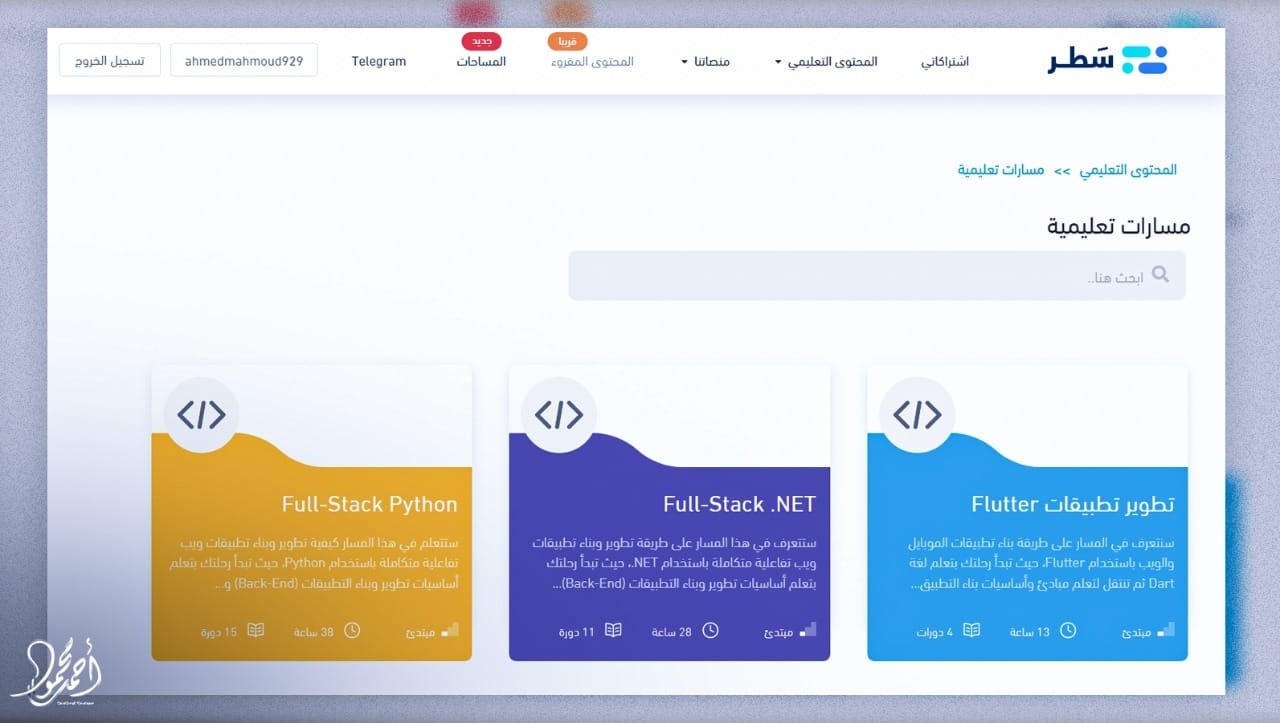 سَطر
اشتراكاتي
المحتوى التعليمي
منصاتنا
قريبا
المحتوى المقروء
جديد
المساحات
Telegram
ahmedmahmoud929
تسجيل الخروج
المحتوى التعليمي >> مسارات تعليمية
مسارات تعليمية
ابحث هنا..
تطوير تطبيقات Flutter
ستتعرف في المسار على طريقة بناء تطبيقات الموبايل
والويب باستخدام Flutter، حيث تبدأ رحلتك بتعلم لغة
Dart ثم تنتقل لتعلم مبادئ وأساسيات بناء التطبيق...
مبتدئ
13 ساعة
4 دورات
Full-Stack .NET
ستتعرف في هذا المسار على طريقة تطوير وبناء تطبيقات
ويب تفاعلية متكاملة باستخدام NET.، حيث تبدأ رحلتك
بتعلم أساسيات تطوير وبناء التطبيقات (Back-End)...
مبتدئ
28 ساعة
11 دورة
Full-Stack Python
ستتعلم في هذا المسار كيفية تطوير وبناء تطبيقات ويب
تفاعلية متكاملة باستخدام Python، حيث تبدأ رحلتك بتعلم
أساسيات تطوير وبناء التطبيقات (Back-End) و...
مبتدئ
38 ساعة
15 دورة
أحمد محمود